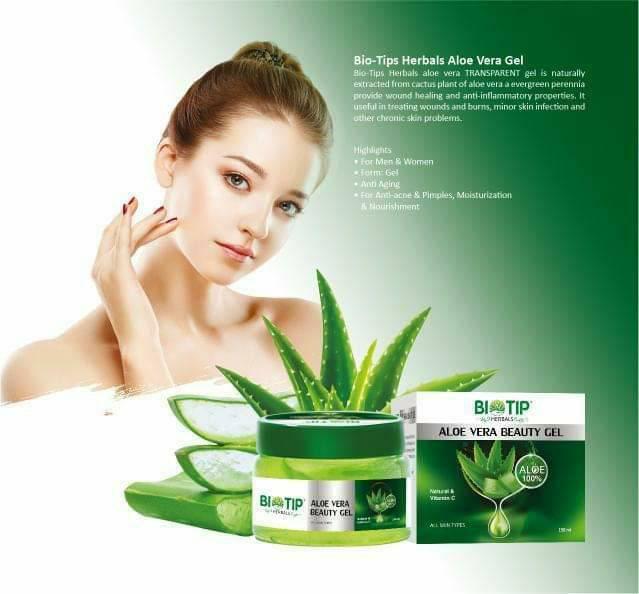 Bio-Tips Herbals Aloe Vera Gel
Bio-Tips Herbals aloe vera TRANSPARENT gel is naturally
extracted from cactus plant of aloe vera a evergreen perennia
provide wound healing and anti-inflammatory properties. It
useful in treating wounds and burns, minor skin infection and
other chronic skin problems.
Highlights
• For Men & Women
• Form: Gel
• Anti Aging
• For Anti-acne & Pimples, Moisturization
& Nourishment
BIOTIP®
HERBALS
ALOE VERA BEAUTY GEL
ALOE
100%
Natural &
Vitamin C
ALL SKIN TYPES
150 ml
BIOTIP®
HERBALS
ALOE VERA
BEAUTY GEL